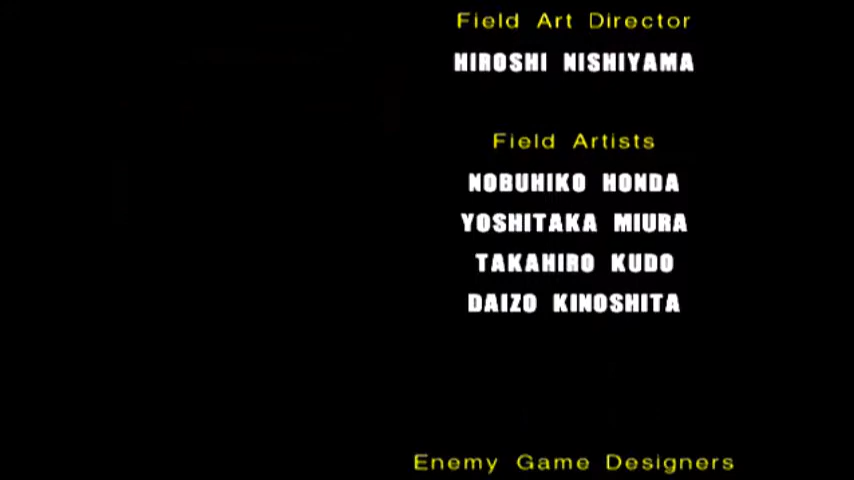 Field Art Director
HIROSHI NISHIYAMA
Field Artists
NOBUHIKO HONDA
YOSHITAKA MIURA
TAKAHIRO KUDO
DAIZO KINOSHITA
Enemy Game Designers